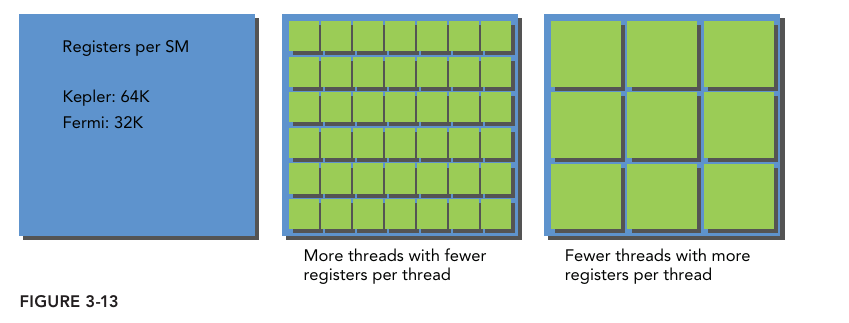 Registers per SM
Kepler: 64K
Fermi: 32K
More threads with fewer
registers per thread
Fewer threads with more
registers per thread
FIGURE 3-13